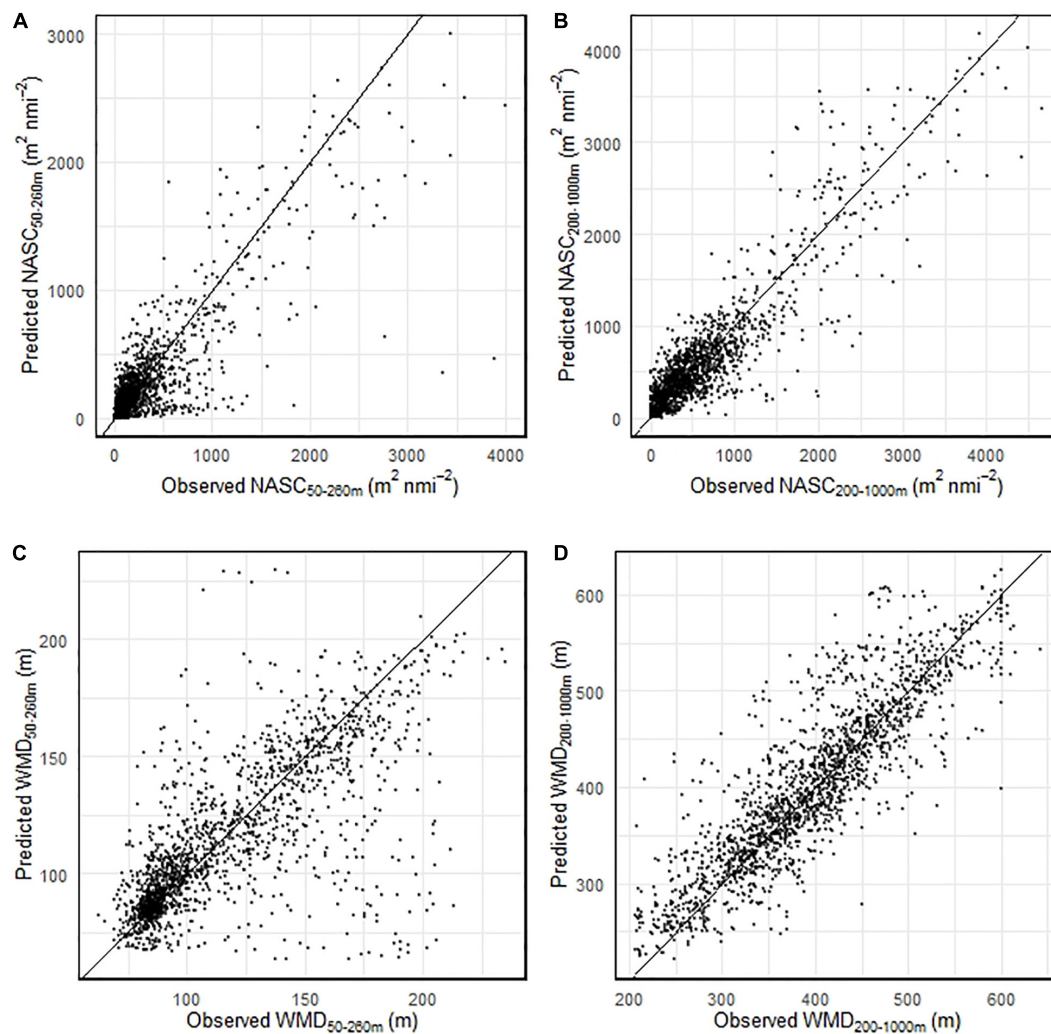 A
B
3000
2000
1000
0
Predicted NASC50-260m (m² nmi⁻²)
0 1000 2000 3000 4000
Observed NASC50-260m (m² nmi⁻²)
4000
3000
2000
1000
0
Predicted NASC200-1000m (m² nmi⁻²)
0 1000 2000 3000 4000
Observed NASC200-1000m (m² nmi⁻²)
C
D
200
150
100
Predicted WMD50-260m (m)
100 150 200
Observed WMD50-260m (m)
600
500
400
300
Predicted WMD200-1000m (m)
200 300 400 500 600
Observed WMD200-1000m (m)